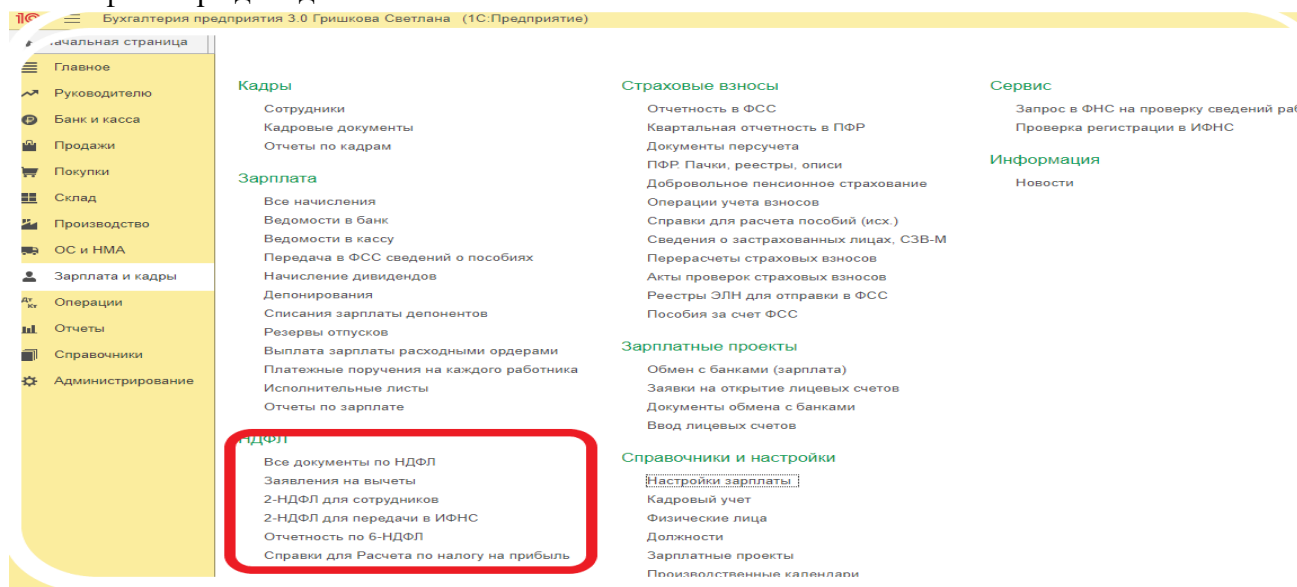 1С Бухгалтерия предприятия 3.0 Гришкова Светлана (1С:Предприятие)
ачальная страница
Главное
Руководителю
Банк и касса
Продажи
Покупки
Склад
Производство
ОС и НМА
Зарплата и кадры
Операции
Отчеты
Справочники
Администрирование
Кадры
Сотрудники
Кадровые документы
Отчеты по кадрам
Зарплата
Все начисления
Ведомости в банк
Ведомости в кассу
Передача в ФСС сведений о пособиях
Начисление дивидендов
Депонирования
Списания зарплаты депонентов
Резервы отпусков
Выплата зарплаты расходными ордерами
Платежные поручения на каждого работника
Исполнительные листы
Отчеты по зарплате
НДФЛ
Все документы по НДФЛ
Заявления на вычеты
2-НДФЛ для сотрудников
2-НДФЛ для передачи в ИФНС
Отчетность по 6-НДФЛ
Справки для Расчета по налогу на прибыль
Страховые взносы
Отчетность в ФСС
Квартальная отчетность в ПФР
Документы персучета
ПФР. Пачки, реестры, описи
Добровольное пенсионное страхование
Операции учета взносов
Справки для расчета пособий (исх.)
Сведения о застрахованных лицах, СЗВ-М
Перерасчеты страховых взносов
Акты проверок страховых взносов
Реестры ЭЛН для отправки в ФСС
Пособия за счет ФСС
Зарплатные проекты
Обмен с банками (зарплата)
Заявки на открытие лицевых счетов
Документы обмена с банками
Ввод лицевых счетов
Справочники и настройки
Настройки зарплаты
Кадровый учет
Физические лица
Должности
Зарплатные проекты
Производственные календари
Сервис
Запрос в ФНС на проверку сведений раб
Проверка регистрации в ИФНС
Информация
Новости